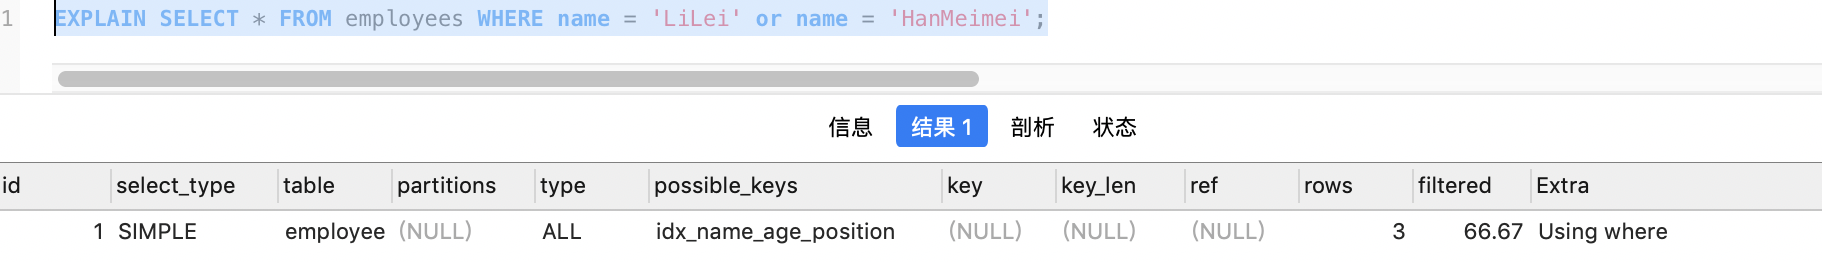 1 EXPLAIN SELECT * FROM employees WHERE name = 'LiLei' or name = 'HanMeimei';
信息 结果 1 剖析 状态
id select_type table partitions type possible_keys key key_len ref rows filtered Extra
1 SIMPLE employee (NULL) ALL idx_name_age_position (NULL) (NULL) (NULL) 3 66.67 Using where